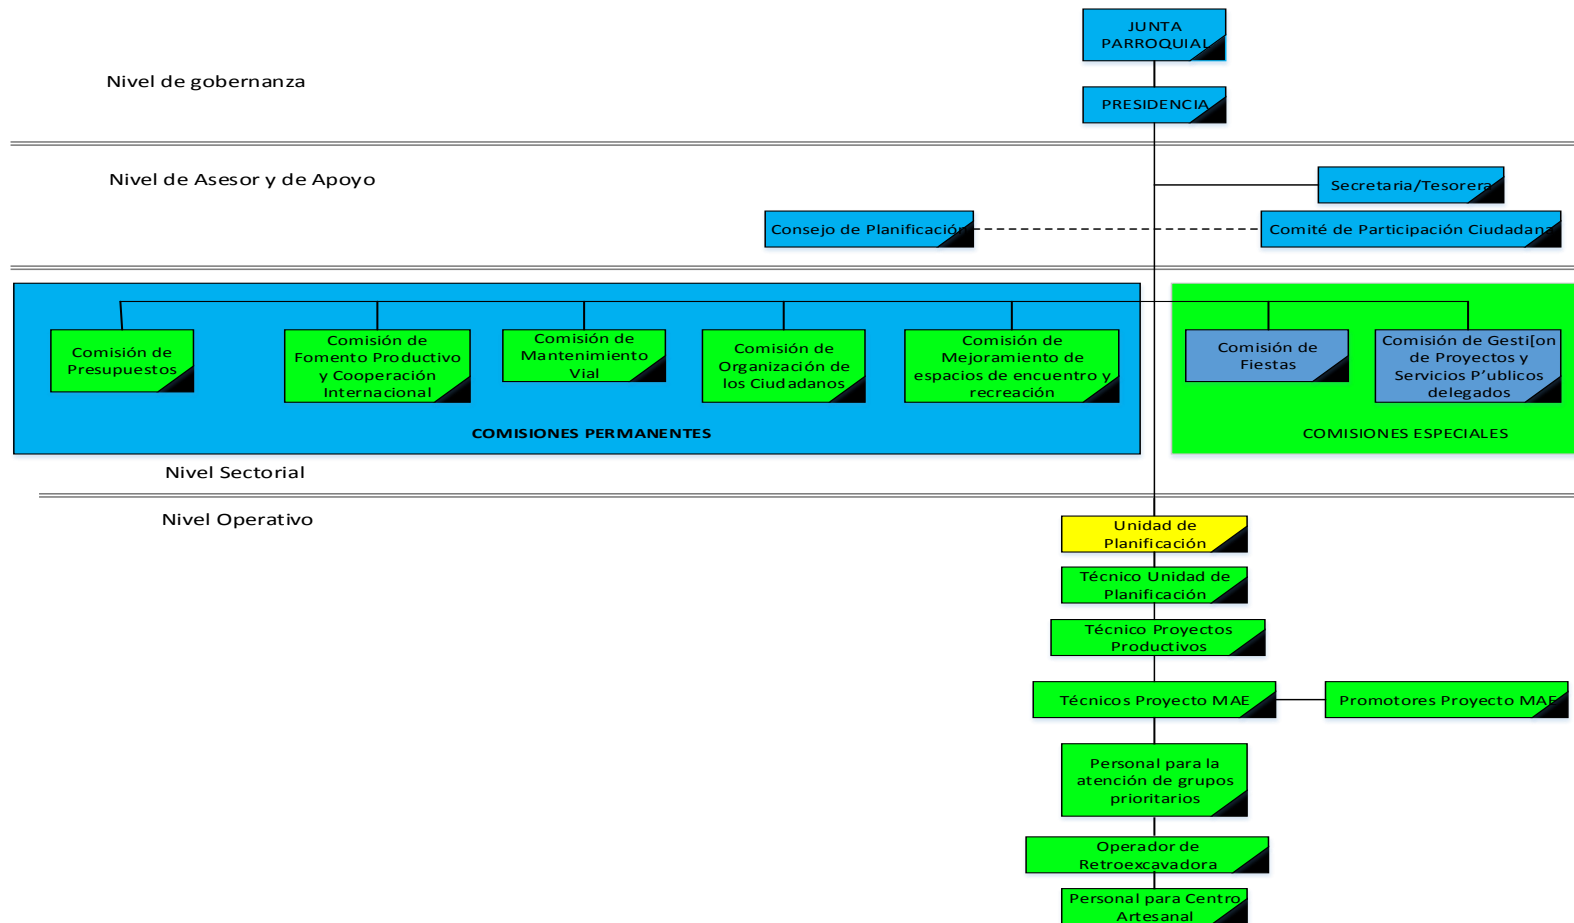 JUNTA
PARROQUIAL
Nivel de gobernanza
PRESIDENCIA
Nivel de Asesor y de Apoyo
Secretaria/Tesorera
Consejo de Planificación
Comité de Participación Ciudadana
Comisión de
Presupuestos
Comisión de
Fomento Productivo
y Cooperación
Internacional
Comisión de
Mantenimiento
Vial
Comisión de
Organización de
los Ciudadanos
Comisión de
Mejoramiento de
espacios de encuentro y
recreación
Comisión de
Fiestas
Comisión de Gesti[on
de Proyectos y
Servicios P’ublicos
delegados
COMISIONES PERMANENTES
COMISIONES ESPECIALES
Nivel Sectorial
Nivel Operativo
Unidad de
Planificación
Técnico Unidad de
Planificación
Técnico Proyectos
Productivos
Técnicos Proyecto MAE
Promotores Proyecto MAE
Personal para la
atención de grupos
prioritarios
Operador de
Retroexcavadora
Personal para Centro
Artesanal